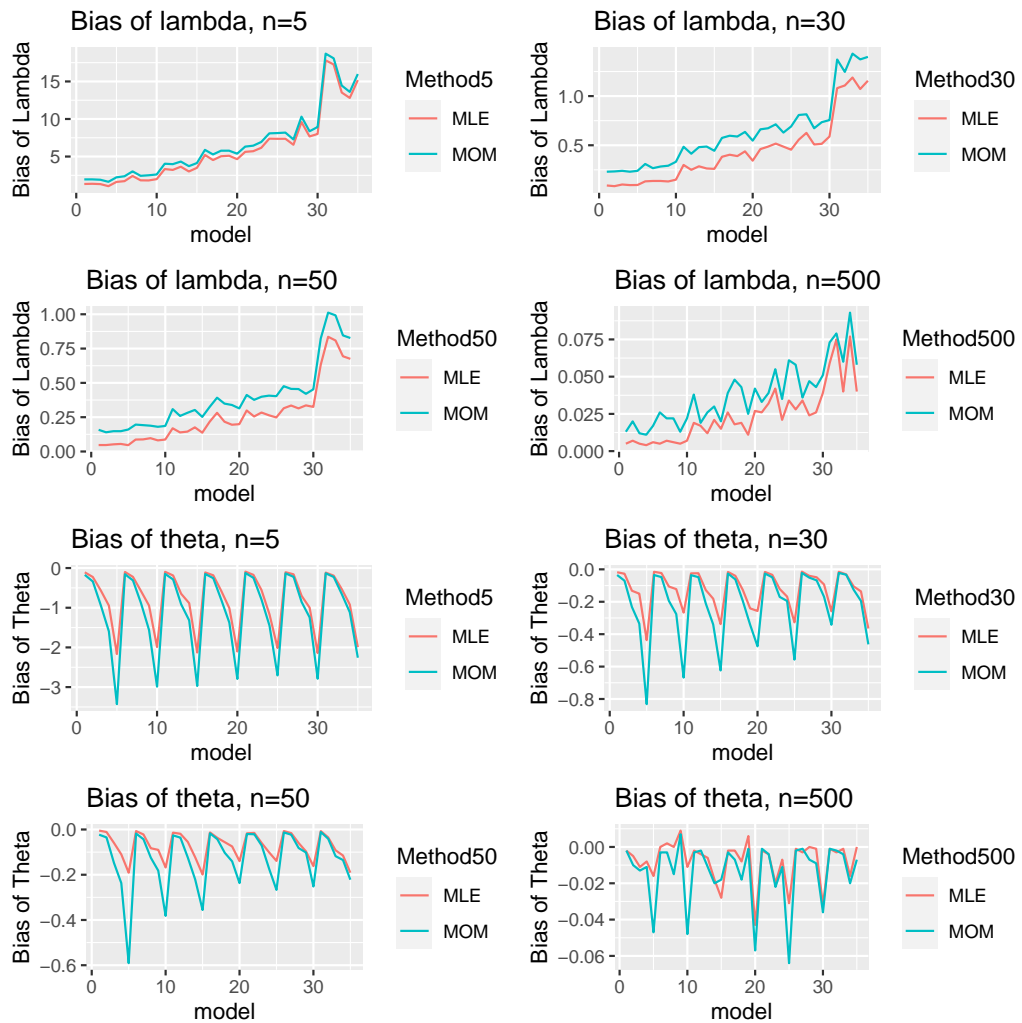 Bias of lambda, n=5
Bias of Lambda
15
10
5
0
10
20
30
model
Method5
MLE
MOM
Bias of lambda, n=30
Bias of Lambda
1.0
0.5
0
10
20
30
model
Method30
MLE
MOM
Bias of lambda, n=50
Bias of Lambda
1.00
0.75
0.50
0.25
0.00
0
10
20
30
model
Method50
MLE
MOM
Bias of lambda, n=500
Bias of Lambda
0.075
0.050
0.025
0.000
0
10
20
30
model
Method500
MLE
MOM
Bias of theta, n=5
Bias of Theta
0
−1
−2
−3
0
10
20
30
model
Method5
MLE
MOM
Bias of theta, n=30
Bias of Theta
0.0
−0.2
−0.4
−0.6
−0.8
0
10
20
30
model
Method30
MLE
MOM
Bias of theta, n=50
Bias of Theta
0.0
−0.2
−0.4
−0.6
0
10
20
30
model
Method50
MLE
MOM
Bias of theta, n=500
Bias of Theta
0.00
−0.02
−0.04
−0.06
0
10
20
30
model
Method500
MLE
MOM